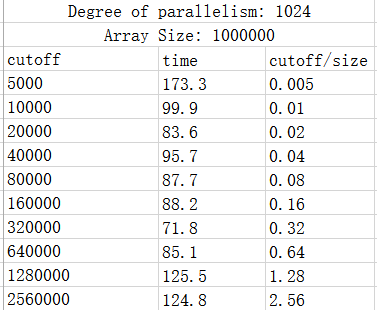 Degree of parallelism: 1024
Array Size: 1000000
cutoff time cutoff/size
5000 173.3 0.005
10000 99.9 0.01
20000 83.6 0.02
40000 95.7 0.04
80000 87.7 0.08
160000 88.2 0.16
320000 71.8 0.32
640000 85.1 0.64
1280000 125.5 1.28
2560000 124.8 2.56